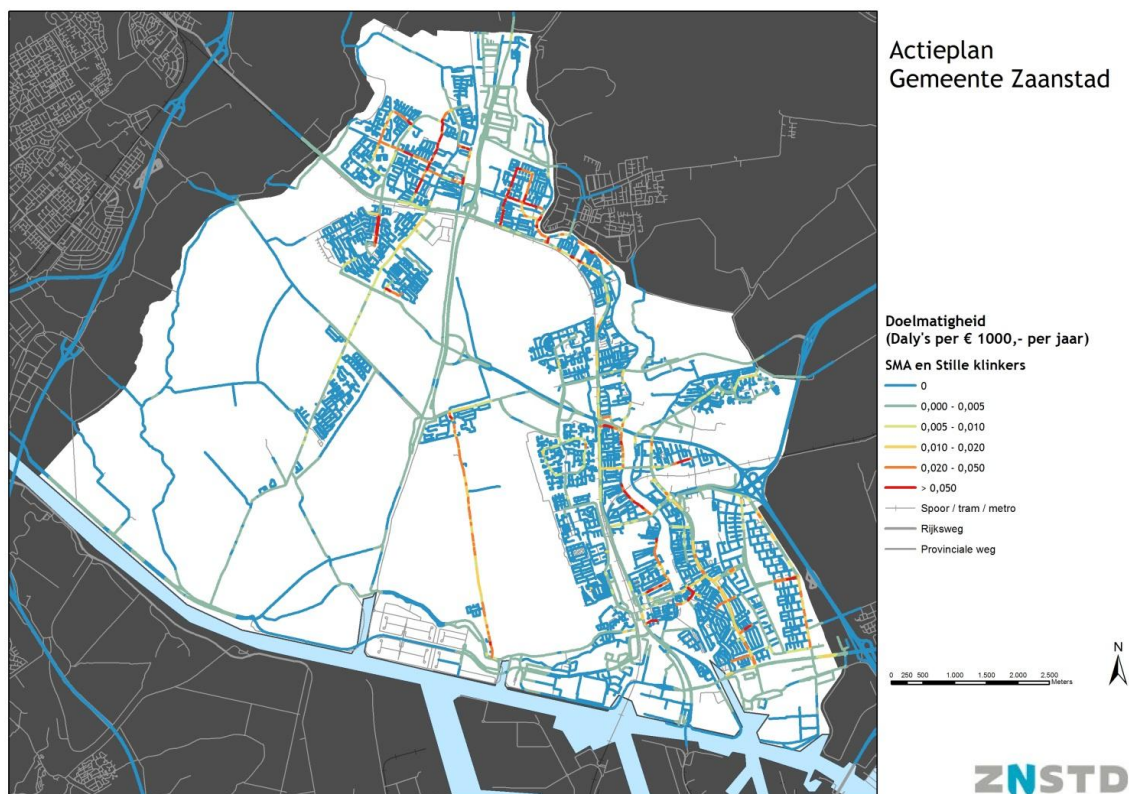 Actieplan
Gemeente Zaanstad
Doelmatigheid
(Daly's per € 1000,- per jaar)
SMA en Stille klinkers
0
0,000 - 0,005
0,005 - 0,010
0,010 - 0,020
0,020 - 0,050
> 0,050
Spoor / tram / metro
Rijksweg
Provinciale weg
N
0 250 500 1.000 1.500 2.000 2.500
Meters
ZNSTD